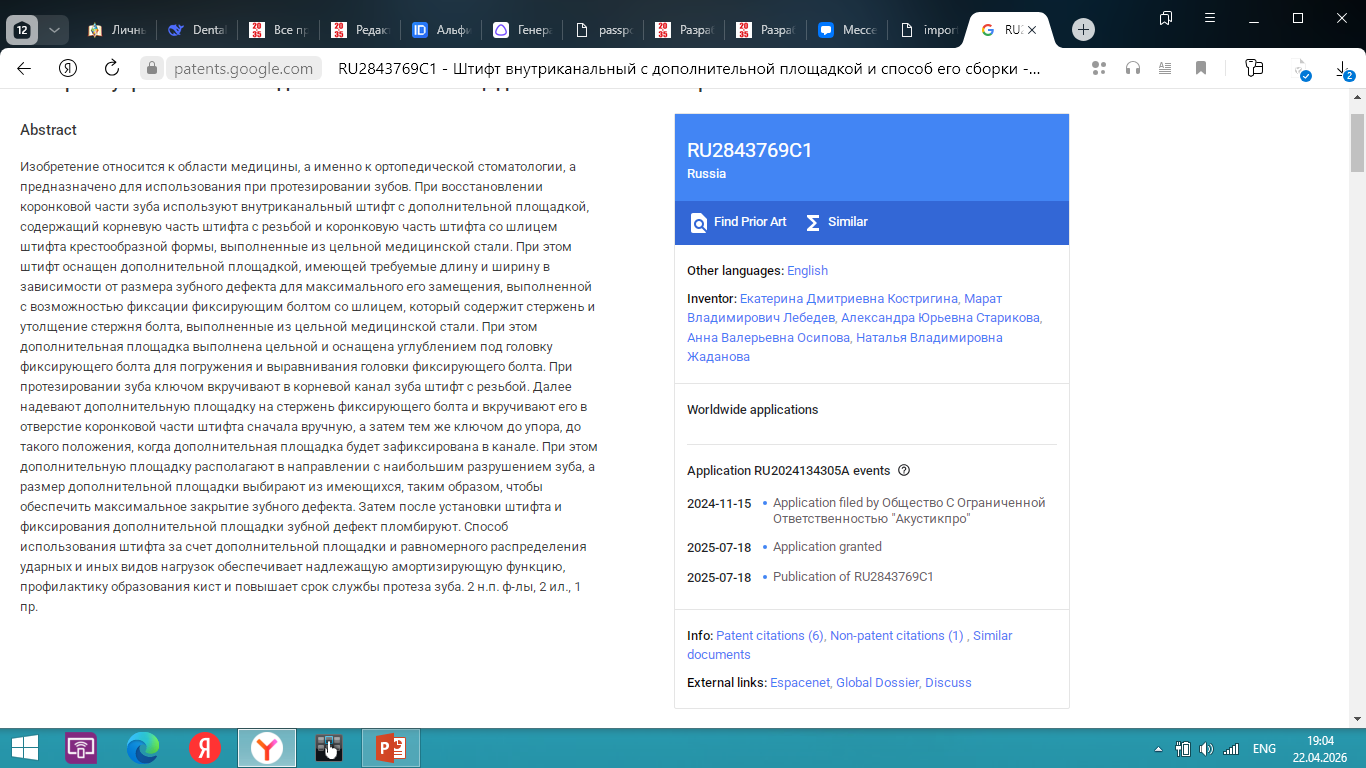 12
Личны
Denta
Все пр
Редак
Альфи
Генера
passpo
Разраб
Разраб
Мессе
import
RU2
patents.google.com
RU2843769C1 - Штифт внутриканальный с дополнительной площадкой и способ его сборки -...
2
Abstract
Изобретение относится к области медицины, а именно к ортопедической стоматологии, а
предназначено для использования при протезировании зубов. При восстановлении
коронковой части зуба используют внутриканальный штифт с дополнительной площадкой,
содержащий корневую часть штифта с резьбой и коронковую часть штифта со шлицем
штифта крестообразной формы, выполненные из цельной медицинской стали. При этом
штифт оснащен дополнительной площадкой, имеющей требуемые длину и ширину в
зависимости от размера зубного дефекта для максимального его замещения, выполненной
с возможностью фиксации фиксирующим болтом со шлицем, который содержит стержень и
утолщение стержня болта, выполненные из цельной медицинской стали. При этом
дополнительная площадка выполнена цельной и оснащена углублением под головку
фиксирующего болта для погружения и выравнивания головки фиксирующего болта. При
протезировании зуба ключом вкручивают в корневой канал зуба штифт с резьбой. Далее
надевают дополнительную площадку на стержень фиксирующего болта и вкручивают его в
отверстие коронковой части штифта сначала вручную, а затем тем же ключом до упора, до
такого положения, когда дополнительная площадка будет зафиксирована в канале. При этом
дополнительную площадку располагают в направлении с наибольшим разрушением зуба, а
размер дополнительной площадки выбирают из имеющихся, таким образом, чтобы
обеспечить максимальное закрытие зубного дефекта. Затем после установки штифта и
фиксирования дополнительной площадки зубной дефект пломбируют. Способ
использования штифта за счет дополнительной площадки и равномерного распределения
ударных и иных видов нагрузок обеспечивает надлежащую амортизирующую функцию,
профилактику образования кист и повышает срок службы протеза зуба. 2 н.п. ф-лы, 2 ил., 1
пр.
RU2843769C1
Russia
Find Prior Art
Similar
Other languages: English
Inventor: Екатерина Дмитриевна Костригина, Марат
Владимирович Лебедев, Александра Юрьевна Старикова,
Анна Валерьевна Осипова, Наталья Владимировна
Жаданова
Worldwide applications
Application RU2024134305A events
2024-11-15 • Application filed by Общество С Ограниченной
Ответственностью "Акустикпро"
2025-07-18 • Application granted
2025-07-18 • Publication of RU2843769C1
Info: Patent citations (6), Non-patent citations (1) , Similar
documents
External links: Espacenet, Global Dossier, Discuss
ENG
19:04
22.04.2026